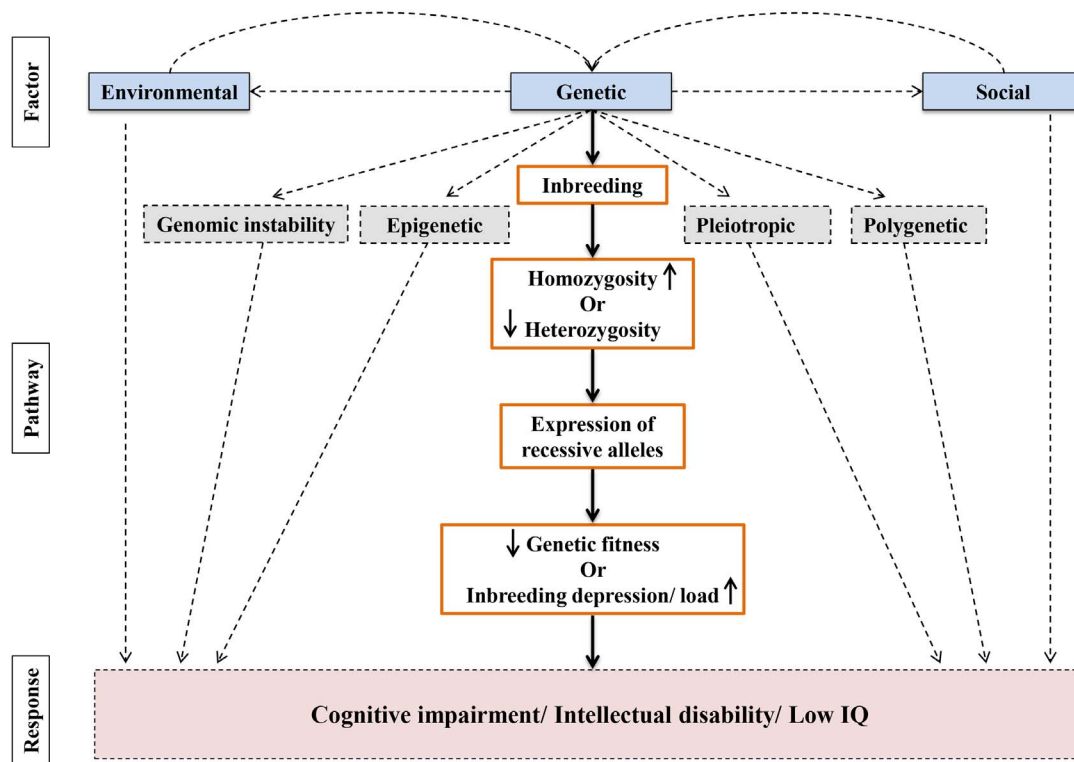 Factor
Environmental
Genetic
Social
Inbreeding
Genomic instability
Epigenetic
Pleiotropic
Polygenetic
Homozygosity ↑
Or
↓ Heterozygosity
Pathway
Expression of
recessive alleles
↓ Genetic fitness
Or
Inbreeding depression/ load ↑
Response
Cognitive impairment/ Intellectual disability/ Low IQ